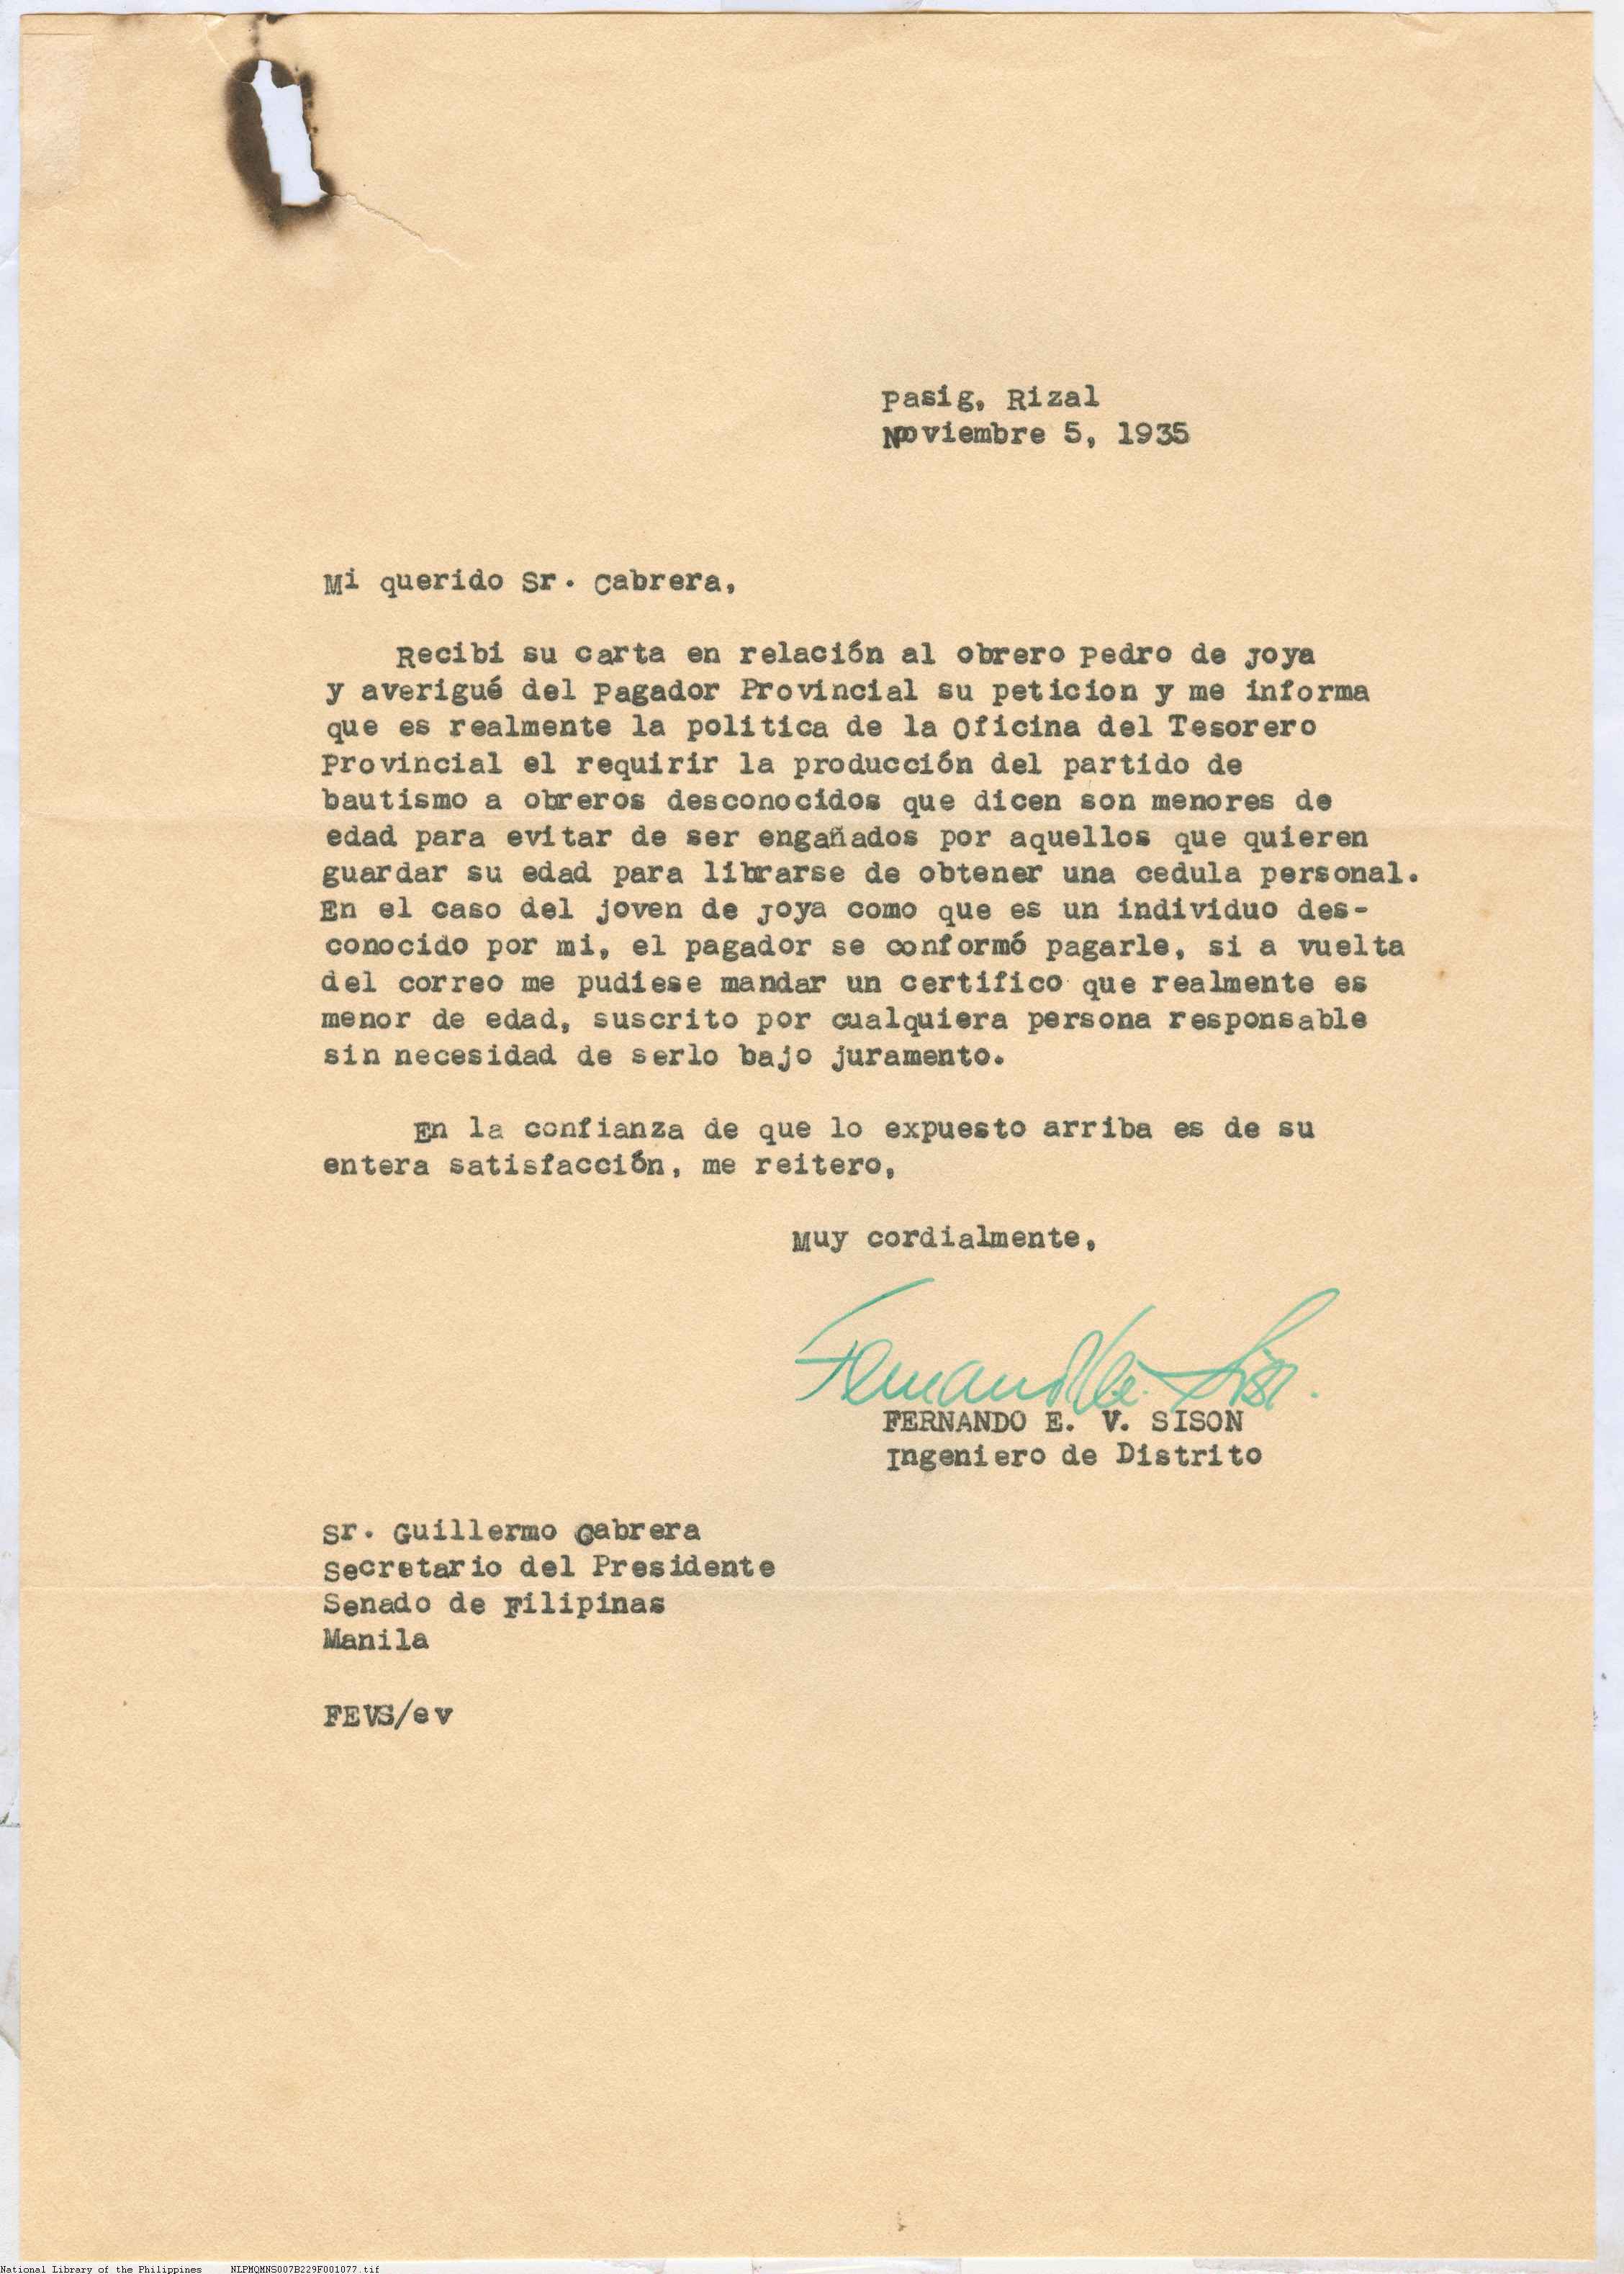 Pasig, Rizal
Noviembre 5, 1935
Mi querido Sr. Cabrera,
Recibi su carta en relación al obrero Pedro de Joya
y averigué del Pagador Provincial su peticion y me informa
que es realmente la politica de la Oficina del Tesorero
Provincial el requirir la producción del partido de
bautismo a obreros desconocidos que dicen son menores de
edad para evitar de ser engañados por aquellos que quieren
guardar su edad para librarse de obtener una cedula personal.
En el caso del joven de Joya como que es un individuo des-
conocido por mi, el pagador se conformó pagarle, si a vuelta
del correo me pudiese mandar un certifico que realmente es
menor de edad, suscrito por cualquiera persona responsable
sin necesidad de serlo bajo juramento.
En la confianza de que lo expuesto arriba es de su
entera satisfacción, me reitero,
Muy cordialmente,
Fernando E. V. Sison
FERNANDO E. V. SISON
Ingeniero de Distrito
Sr. Guillermo Cabrera
Secretario del Presidente
Senado de Filipinas
Manila
FEVS/ev
National Library of the Philippines NLPMQMNS007B229F001077.tif